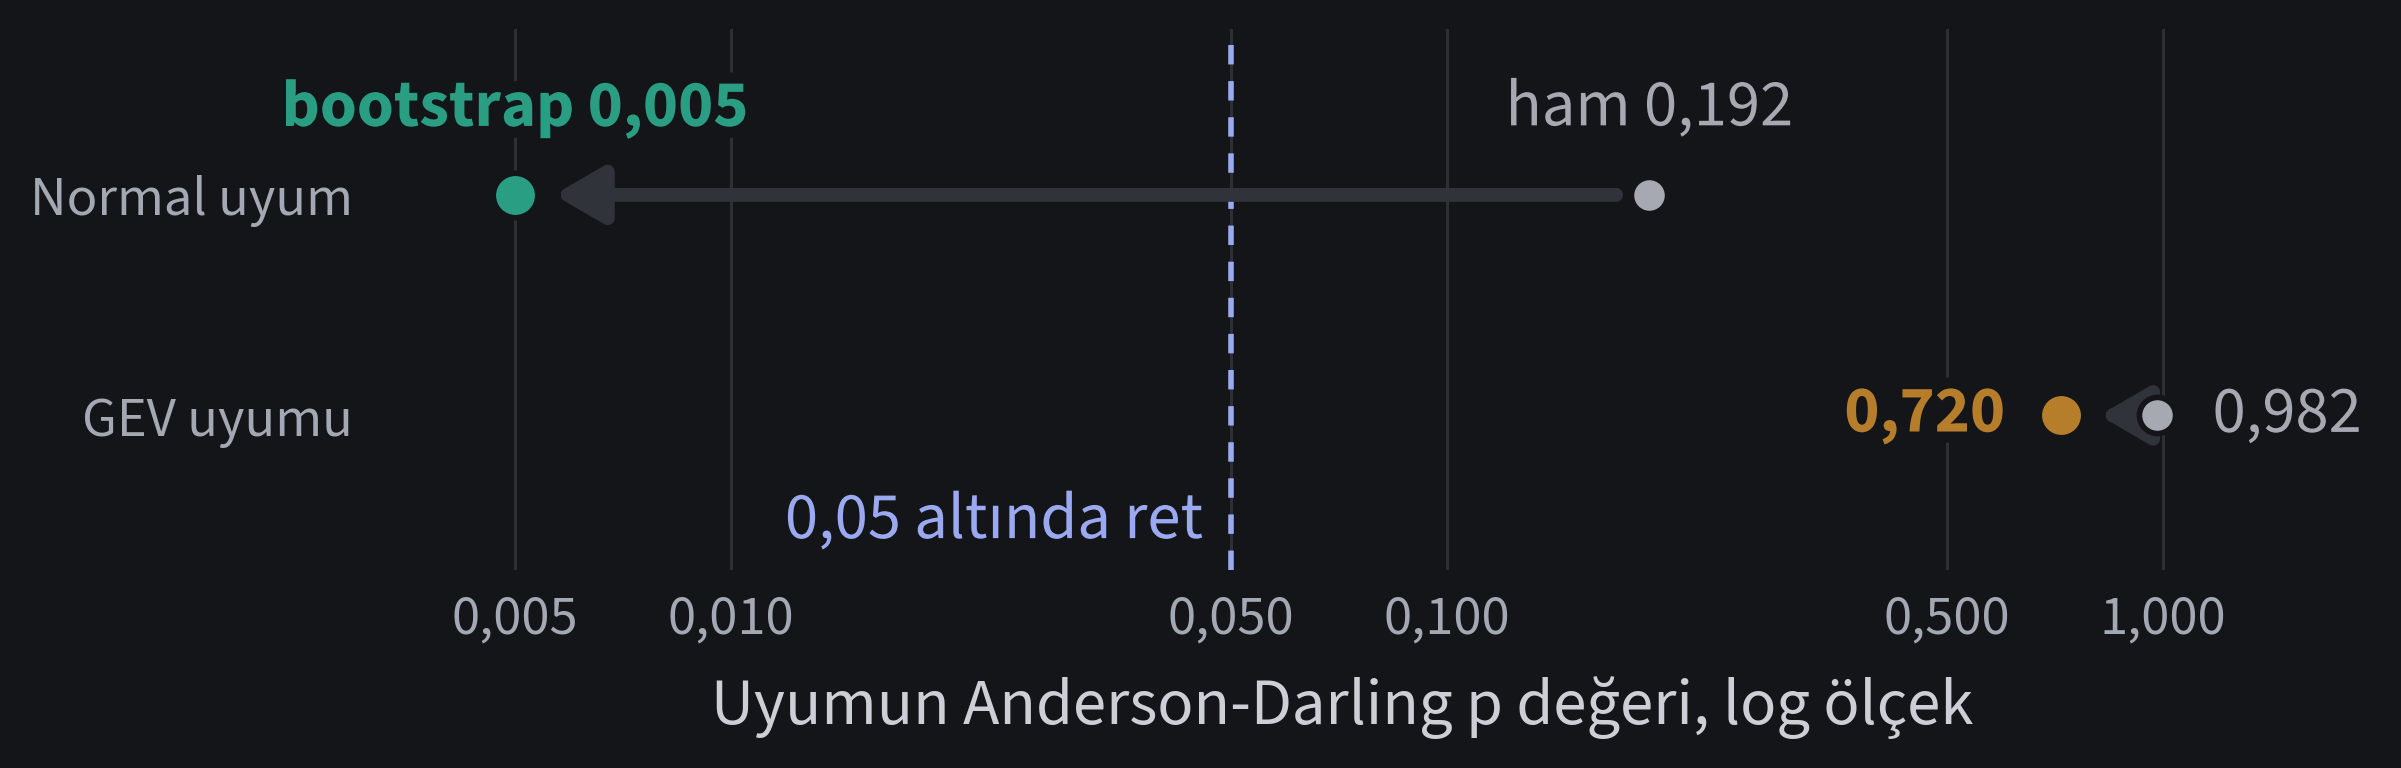 bootstrap 0,005
ham 0,192
Normal uyum
GEV uyumu
0,720
0,982
0,05 altında ret
0,005
0,010
0,050
0,100
0,500
1,000
Uyumun Anderson-Darling p değeri, log ölçek